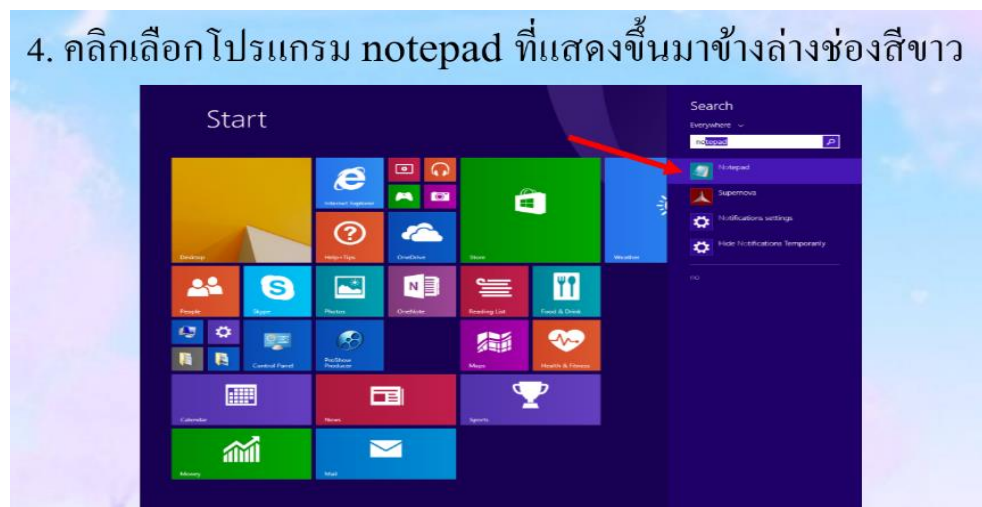 4. คลิกเลือกโปรแกรม notepad ที่แสดงขึ้นมาข้างล่างช่องสีขาว
Start
Search
Everywhere
notepad
Notepad
Supernova
Notifications settings
Hide Notifications Temporarily
no
Desktop
Internet Explorer
Help+Tips
OneDrive
Store
Weather
People
Skype
Photos
OneNote
Reading List
Food & Drink
Control Panel
ProShow
Producer
Maps
Health & Fitness
Calendar
News
Sports
Money
Mail